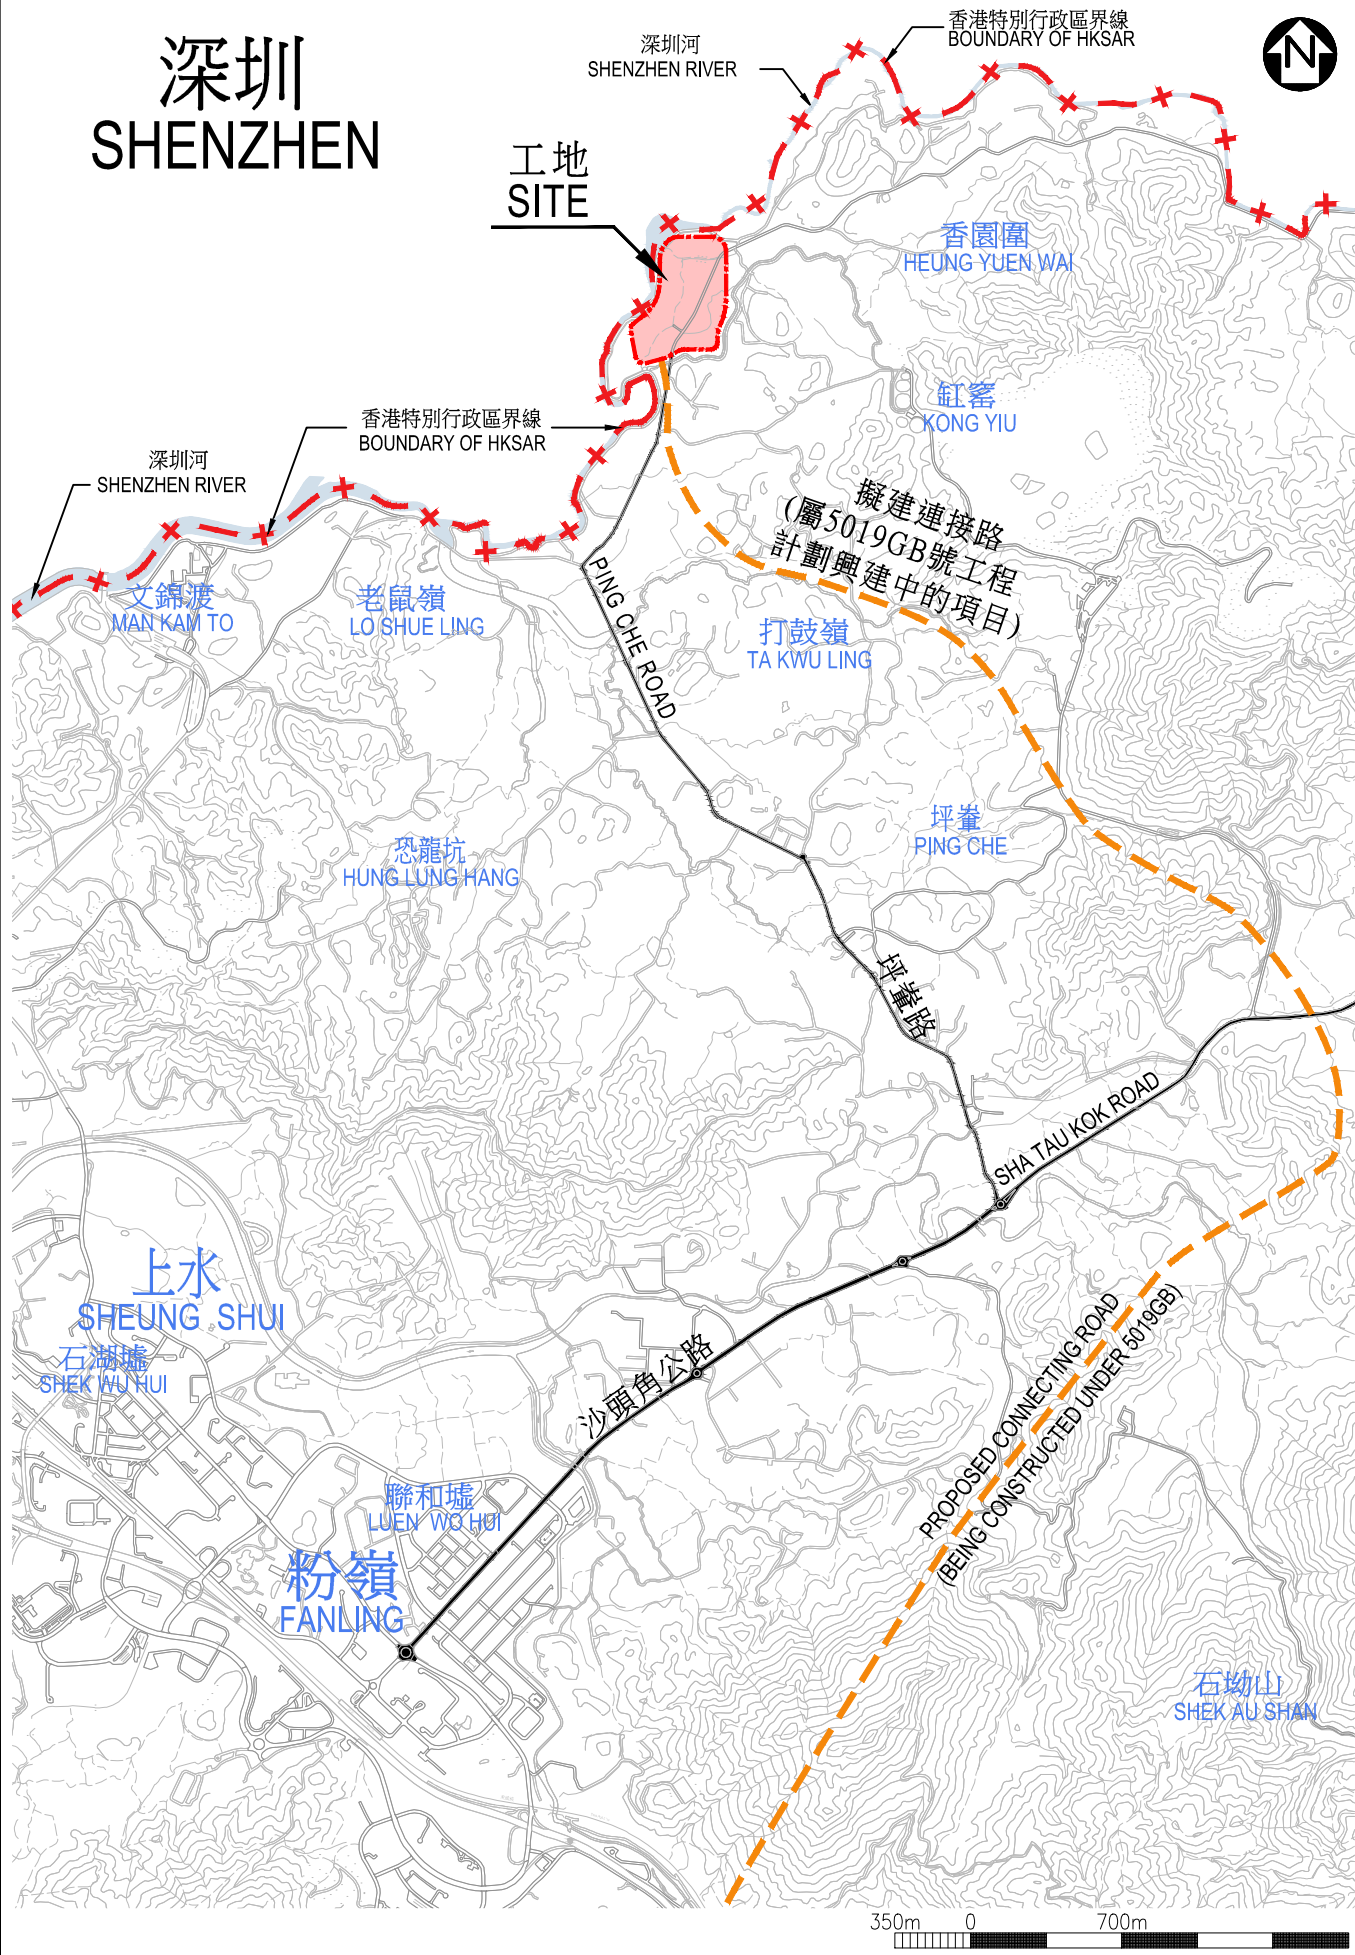 深圳
SHENZHEN
深圳河
SHENZHEN RIVER
香港特別行政區界線
BOUNDARY OF HKSAR
N
工地
SITE
香園圍
HEUNG YUEN WAI
缸窰
KONG YIU
香港特別行政區界線
BOUNDARY OF HKSAR
深圳河
SHENZHEN RIVER
擬建連接路
(屬5019GB號工程
計劃興建中的項目)
文錦渡
MAN KAM TO
老鼠嶺
LO SHUE LING
PING CHE ROAD
打鼓嶺
TA KWU LING
坪輋
PING CHE
恐龍坑
HUNG LUNG HANG
坪輋路
SHA TAU KOK ROAD
上水
SHEUNG SHUI
石湖墟
SHEK WU HUI
沙頭角公路
PROPOSED CONNECTING ROAD
(BEING CONSTRUCTED UNDER 5019GB)
聯和墟
LUEN WO HUI
粉嶺
FANLING
石坳山
SHEK AU SHAN
350m 0 700m